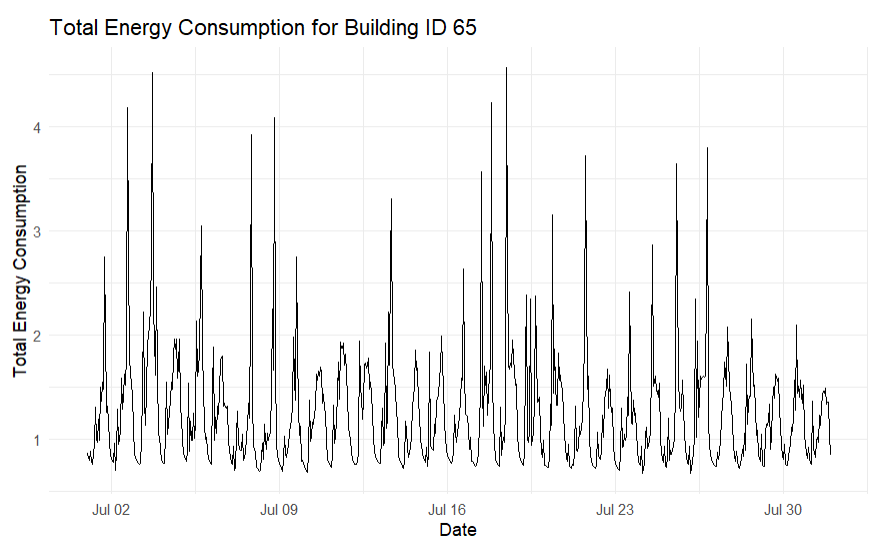 Total Energy Consumption for Building ID 65
Total Energy Consumption
4
3
2
1
Jul 02
Jul 09
Jul 16
Jul 23
Jul 30
Date